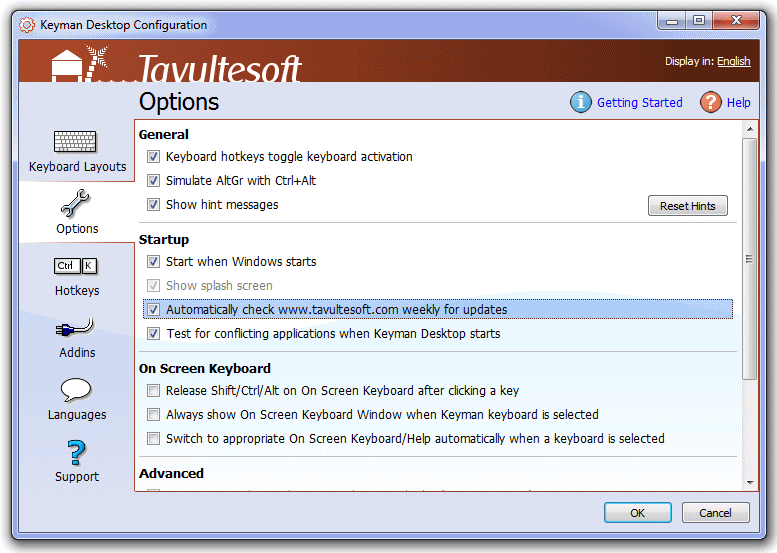 Keyman Desktop Configuration
Tavultesoft
Display in: English
Options
Getting Started
Help
Keyboard Layouts
Options
Ctrl K
Hotkeys
Addins
Languages
Support
General
Keyboard hotkeys toggle keyboard activation
Simulate AltGr with Ctrl+Alt
Show hint messages
Reset Hints
Startup
Start when Windows starts
Show splash screen
Automatically check www.tavultesoft.com weekly for updates
Test for conflicting applications when Keyman Desktop starts
On Screen Keyboard
Release Shift/Ctrl/Alt on On Screen Keyboard after clicking a key
Always show On Screen Keyboard Window when Keyman keyboard is selected
Switch to appropriate On Screen Keyboard/Help automatically when a keyboard is selected
Advanced
OK
Cancel